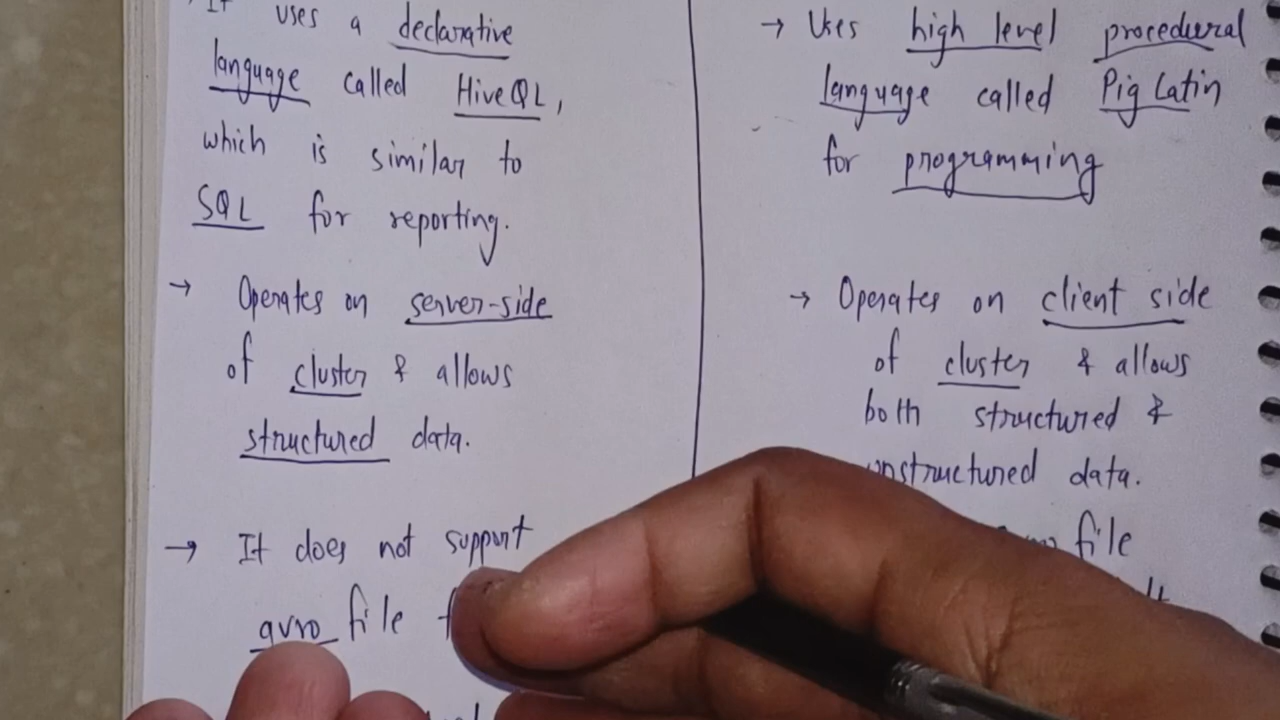 It uses a declarative
language called HiveQL,
which is similar to
SQL for reporting.
→ Operates on server-side
of cluster & allows
structured data.
→ It does not support
avro file
→ Uses high level procedural
language called Pig Latin
for programming
→ Operates on client side
of cluster & allows
both structured &
unstructured data.
file